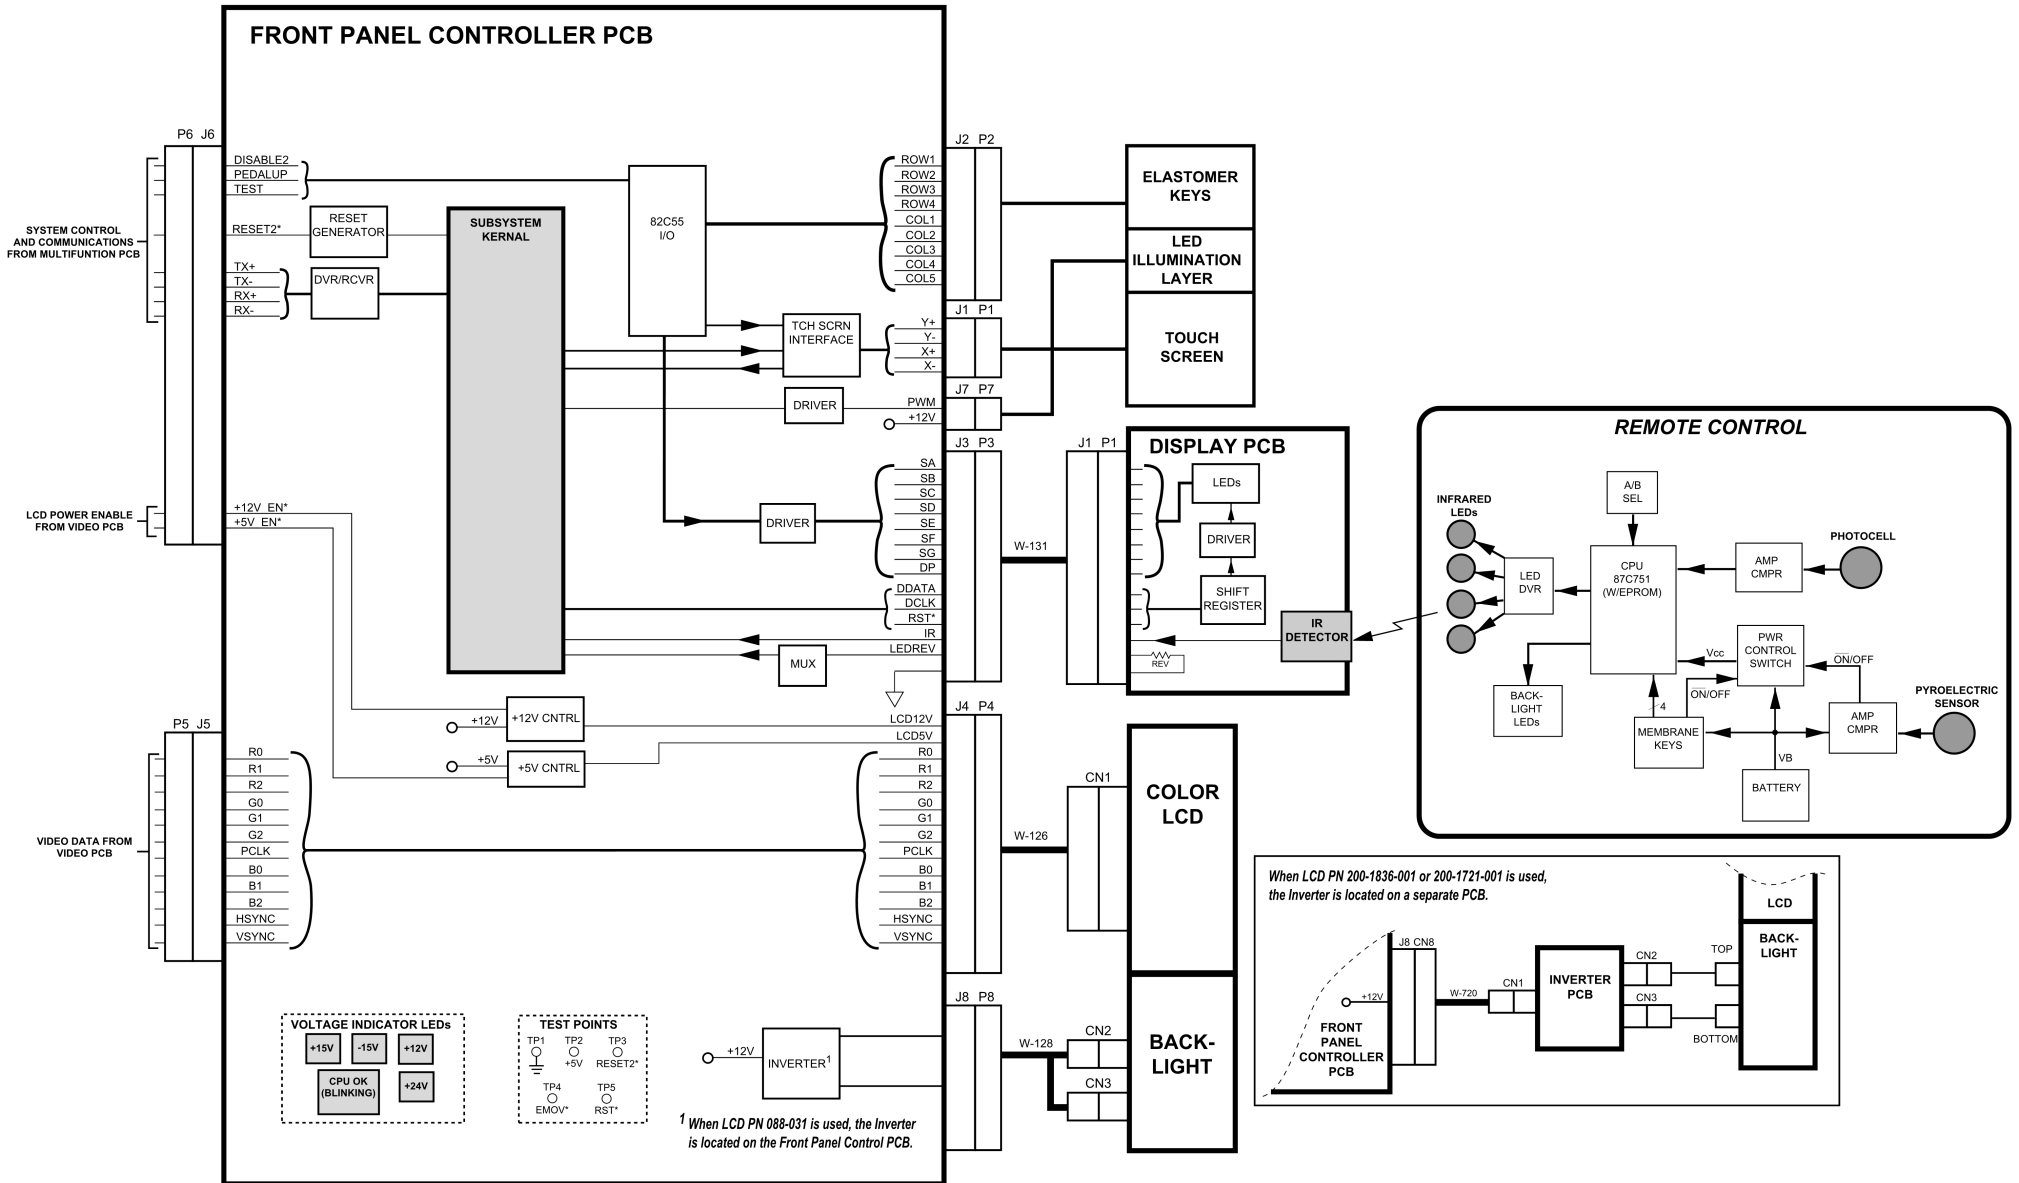 FRONT PANEL CONTROLLER PCB
P6 J6
DISABLE2
PEDALUP
TEST
RESET2*
RESET
GENERATOR
TX+
TX-
RX+
RX-
DVR/RCVR
SYSTEM CONTROL
AND COMMUNICATIONS
FROM MULTIFUNTION PCB
SUBSYSTEM
KERNAL
82C55
I/O
J2 P2
ROW1
ROW2
ROW3
ROW4
COL1
COL2
COL3
COL4
COL5
J1 P1
TCH SCRN
INTERFACE
Y+
Y-
X+
X-
J7 P7
DRIVER
PWM
+12V
ELASTOMER
KEYS
LED
ILLUMINATION
LAYER
TOUCH
SCREEN
J3 P3
SA
SB
SC
SD
SE
SF
SG
DP
DRIVER
DDATA
DCLK
RST*
IR
LEDREV
MUX
W-131
J1 P1
DISPLAY PCB
LEDs
DRIVER
SHIFT
REGISTER
IR
DETECTOR
REV
LCD POWER ENABLE
FROM VIDEO PCB
+12V EN*
+5V EN*
+12V
+12V CNTRL
+5V
+5V CNTRL
J4 P4
LCD12V
LCD5V
R0
R1
R2
G0
G1
G2
PCLK
B0
B1
B2
HSYNC
VSYNC
P5 J5
R0
R1
R2
G0
G1
G2
PCLK
B0
B1
B2
HSYNC
VSYNC
VIDEO DATA FROM
VIDEO PCB
W-126
CN1
COLOR
LCD
J8 P8
W-128
CN2
CN3
BACK-
LIGHT
VOLTAGE INDICATOR LEDs
+15V
-15V
+12V
CPU OK
(BLINKING)
+24V
TEST POINTS
TP1
TP2
+5V
TP3
RESET2*
TP4
EMOV*
TP5
RST*
+12V
INVERTER1
1 When LCD PN 088-031 is used, the Inverter
is located on the Front Panel Control PCB.
REMOTE CONTROL
INFRARED
LEDs
LED
DVR
A/B
SEL
CPU
87C751
(W/EPROM)
AMP
CMPR
PHOTOCELL
Vcc
PWR
CONTROL
SWITCH
ON/OFF
ON/OFF
BACK-
LIGHT
LEDs
4
MEMBRANE
KEYS
AMP
CMPR
PYROELECTRIC
SENSOR
VB
BATTERY
When LCD PN 200-1836-001 or 200-1721-001 is used,
the Inverter is located on a separate PCB.
J8 CN8
+12V
FRONT
PANEL
CONTROLLER
PCB
W-720
CN1
INVERTER
PCB
CN2
CN3
TOP
BOTTOM
LCD
BACK-
LIGHT